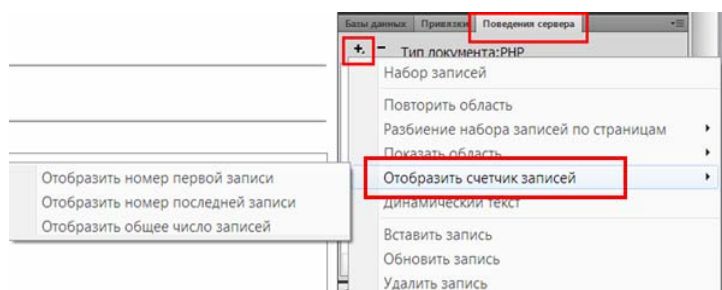 Базы данных Привязки Поведения сервера
+, − Тип документа:PHP
Набор записей
Повторить область
Разбиение набора записей по страницам
Показать область
Отобразить счетчик записей
Отобразить номер первой записи
Отобразить номер последней записи
Отобразить общее число записей
Динамический текст
Вставить запись
Обновить запись
Удалить запись